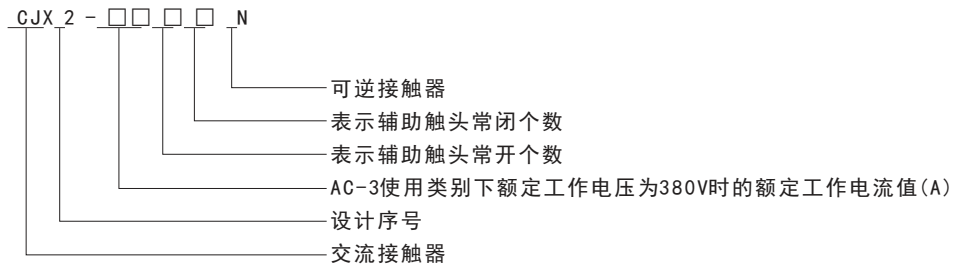 CJX2-□□□□N
可逆接触器
表示辅助触头常闭个数
表示辅助触头常开个数
AC-3使用类别下额定工作电压为380V时的额定工作电流值(A)
设计序号
交流接触器